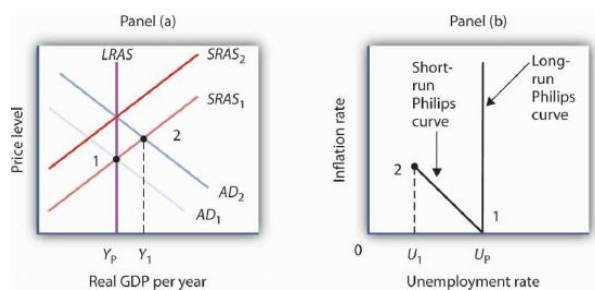 Panel (a)
Panel (b)
LRAS
SRAS2
SRAS1
2
1
AD2
AD1
Price level
YP Y1
Real GDP per year
Short-
run
Philips
curve
Long-
run
Philips
curve
Inflation rate
2
1
0
U1
UP
Unemployment rate